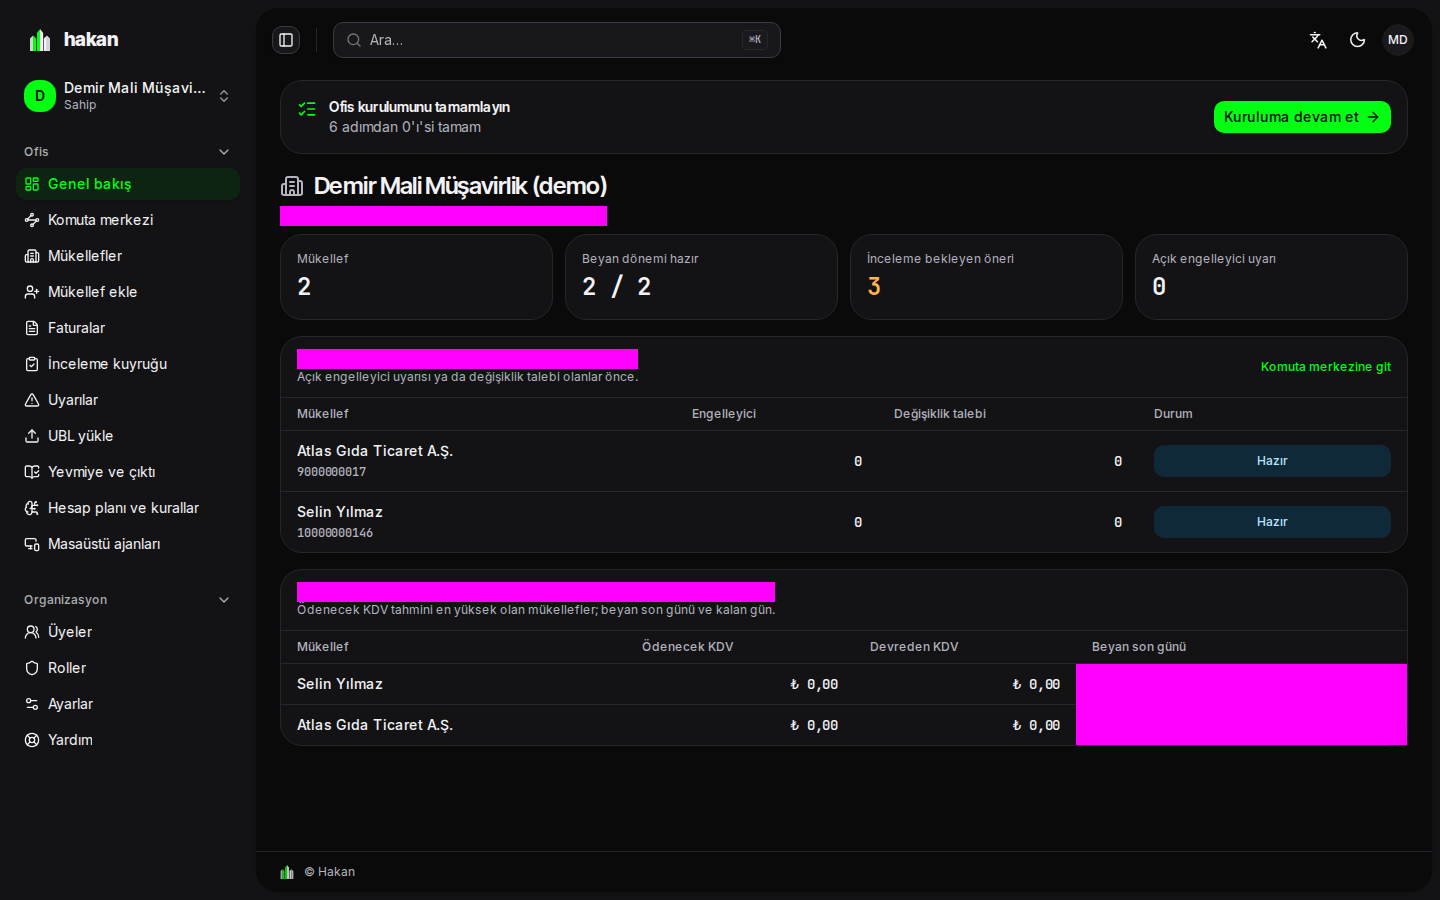 hakan
Ara...
⌘K
MD
Demir Mali Müşavi...
Sahip
Ofis
Genel bakış
Komuta merkezi
Mükellefler
Mükellef ekle
Faturalar
İnceleme kuyruğu
Uyarılar
UBL yükle
Yevmiye ve çıktı
Hesap planı ve kurallar
Masaüstü ajanları
Organizasyon
Üyeler
Roller
Ayarlar
Yardım
Ofis kurulumunu tamamlayın
6 adımdan 0'ı'si tamam
Kuruluma devam et
Demir Mali Müşavirlik (demo)
Mükellef
2
Beyan dönemi hazır
2 / 2
İnceleme bekleyen öneri
3
Açık engelleyici uyarı
0
Açık engelleyici uyarısı ya da değişiklik talebi olanlar önce.
Komuta merkezine git
Mükellef Engelleyici Değişiklik talebi Durum
Atlas Gıda Ticaret A.Ş.
9000000017
0 0 Hazır
Selin Yılmaz
10000000146
0 0 Hazır
Ödenecek KDV tahmini en yüksek olan mükellefler; beyan son günü ve kalan gün.
Mükellef Ödenecek KDV Devreden KDV Beyan son günü
Selin Yılmaz ₺ 0,00 ₺ 0,00
Atlas Gıda Ticaret A.Ş. ₺ 0,00 ₺ 0,00
© Hakan